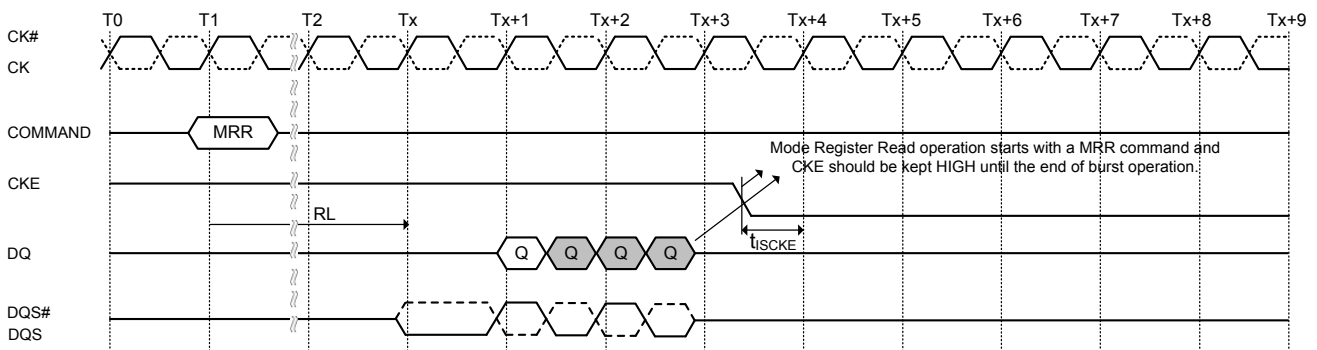 T0 T1 T2 Tx Tx+1 Tx+2 Tx+3 Tx+4 Tx+5 Tx+6 Tx+7 Tx+8 Tx+9
CK#
CK
COMMAND MRR
Mode Register Read operation starts with a MRR command and
CKE should be kept HIGH until the end of burst operation.
CKE
RL
tISCKE
DQ Q Q Q Q
DQS#
DQS